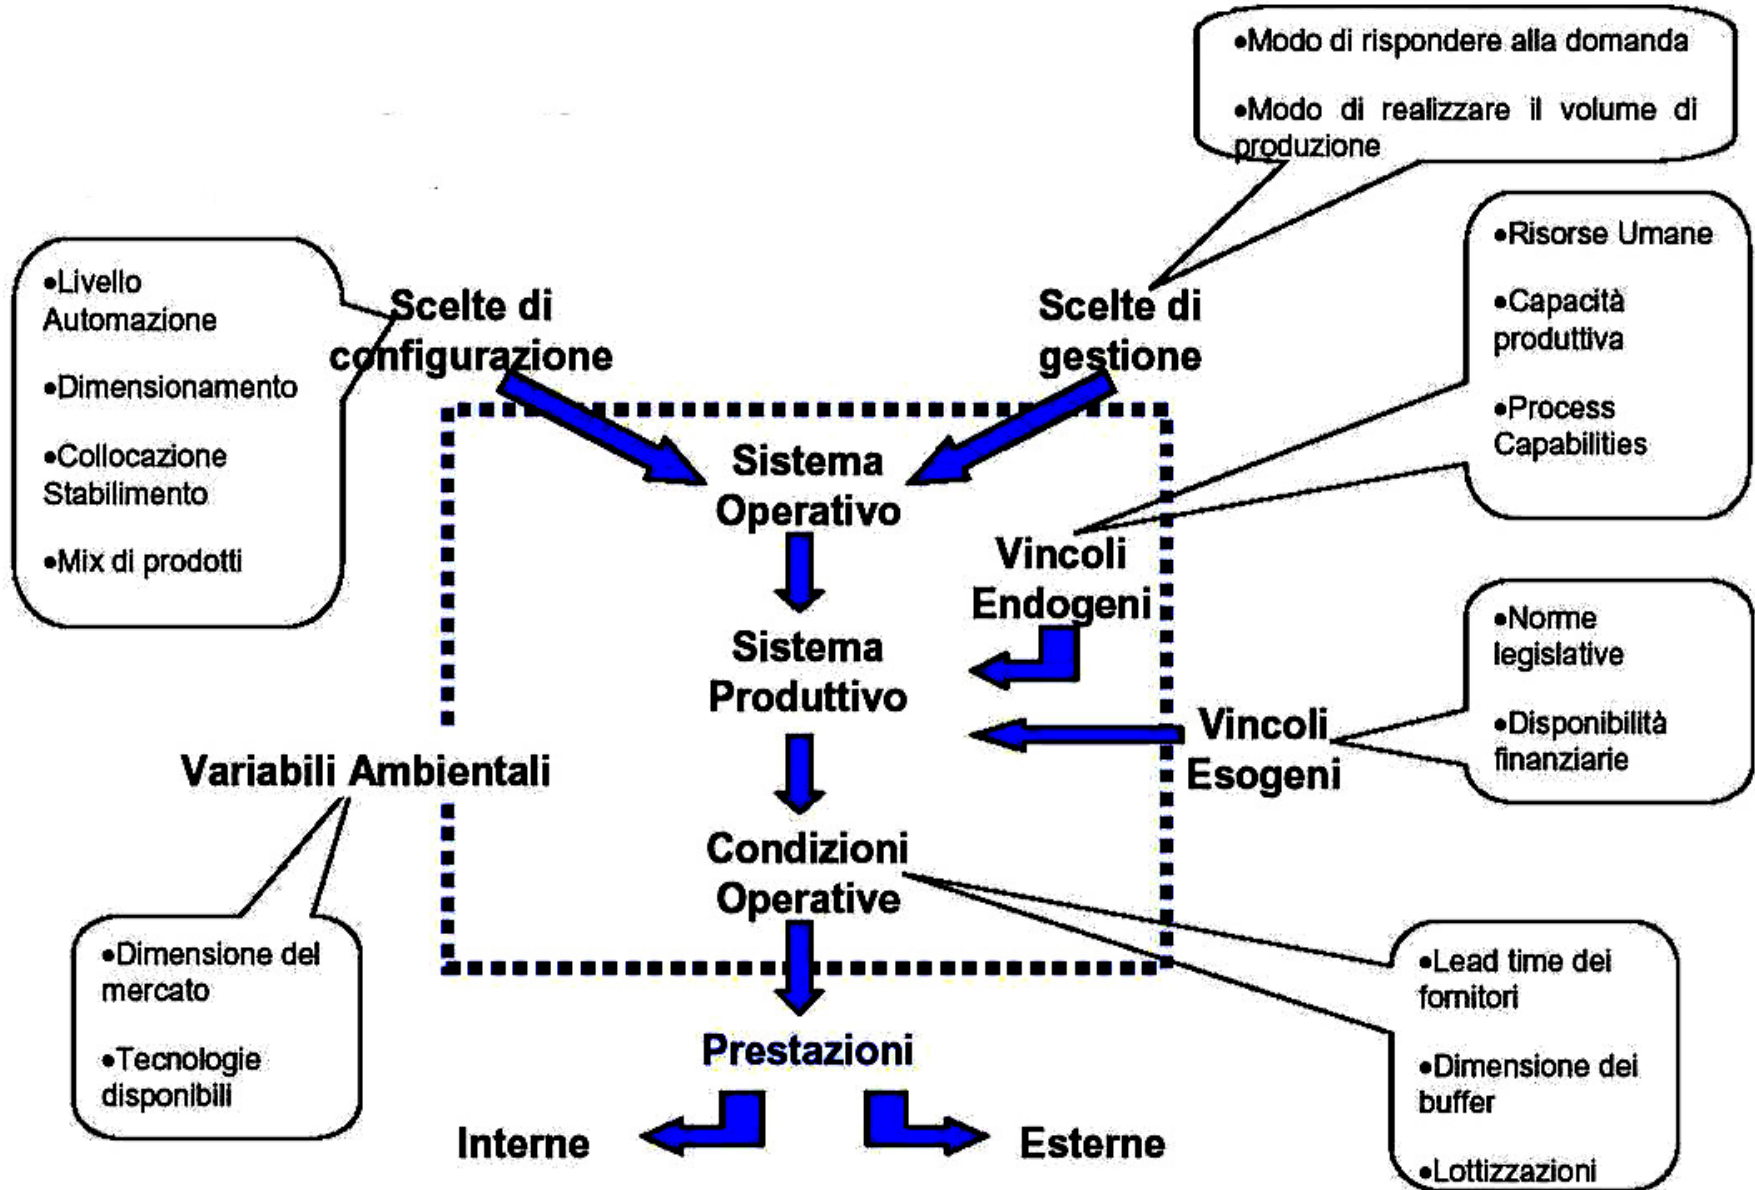 •Modo di rispondere alla domanda
•Modo di realizzare il volume di
produzione
•Risorse Umane
•Capacità
produttiva
•Process
Capabilities
•Livello
Automazione
•Dimensionamento
•Collocazione
Stabilimento
•Mix di prodotti
Scelte di
configurazione
Scelte di
gestione
Sistema
Operativo
Vincoli
Endogeni
Sistema
Produttivo
•Norme
legislative
•Disponibilità
finanziarie
Vincoli
Esogeni
Variabili Ambientali
Condizioni
Operative
•Dimensione del
mercato
•Tecnologie
disponibili
•Lead time dei
fornitori
•Dimensione dei
buffer
•Lottizzazioni
Prestazioni
Interne
Esterne